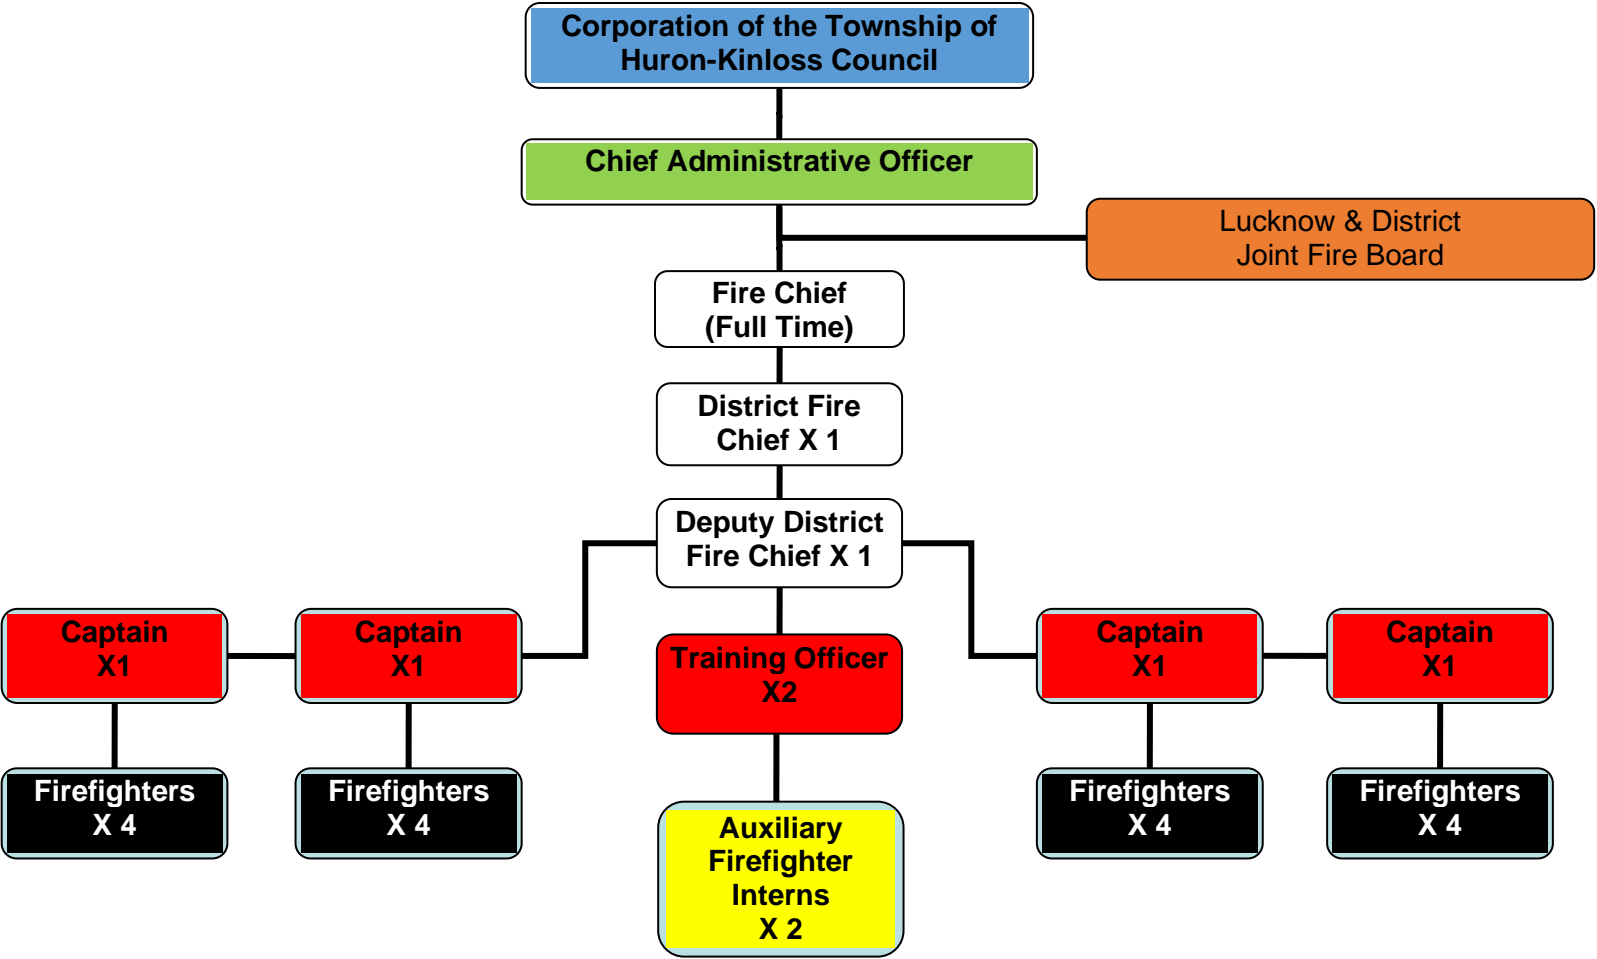 Corporation of the Township of
Huron-Kinloss Council
Chief Administrative Officer
Lucknow & District
Joint Fire Board
Fire Chief
(Full Time)
District Fire
Chief X 1
Deputy District
Fire Chief X 1
Captain
X1
Captain
X1
Training Officer
X2
Captain
X1
Captain
X1
Firefighters
X 4
Firefighters
X 4
Auxiliary
Firefighter
Interns
X 2
Firefighters
X 4
Firefighters
X 4